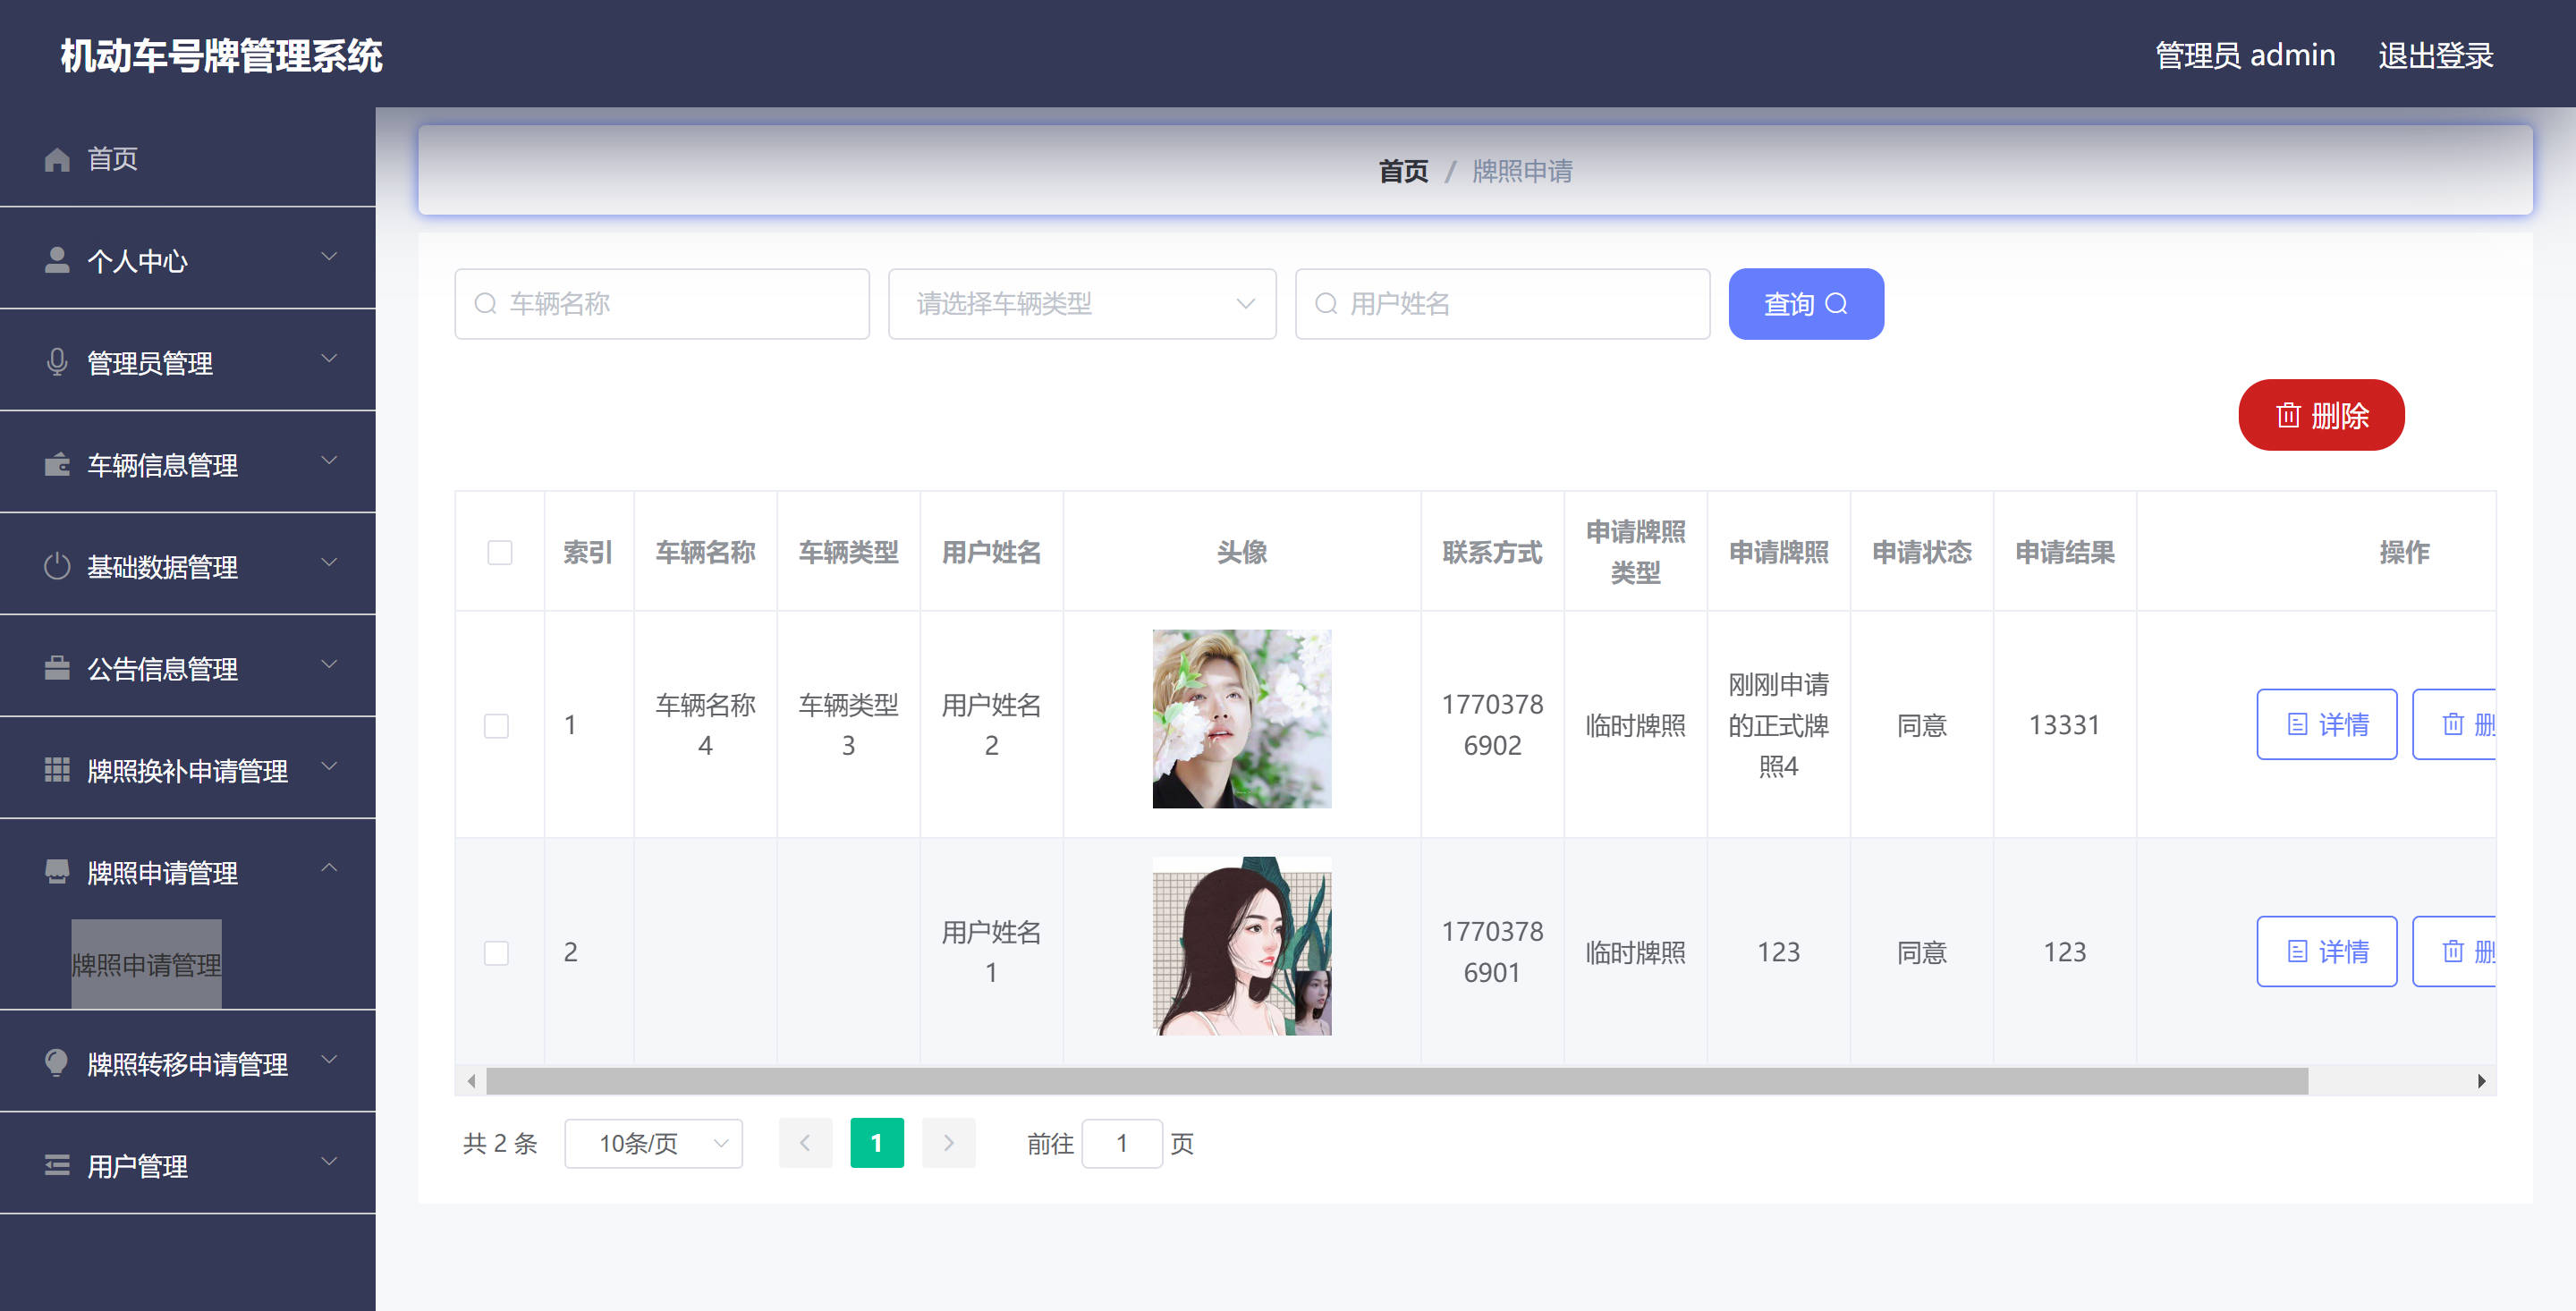 机动车号牌管理系统
管理员 admin 退出登录
首页
个人中心
管理员管理
车辆信息管理
基础数据管理
公告信息管理
牌照换补申请管理
牌照申请管理
牌照申请管理
牌照转移申请管理
用户管理
首页 / 牌照申请
车辆名称 请选择车辆类型 用户姓名 查询
删除
索引 车辆名称 车辆类型 用户姓名 头像 联系方式 申请牌照 申请牌照 申请状态 申请结果 操作
类型
1 车辆名称 车辆类型 用户姓名 1770378 临时牌照 刚刚申请 同意 13331 详情 删
4 3 2 6902 的正式牌
照4
2 用户姓名 1770378 临时牌照 123 同意 123 详情 删
1 6901
共 2 条 10条/页 1 前往 1 页